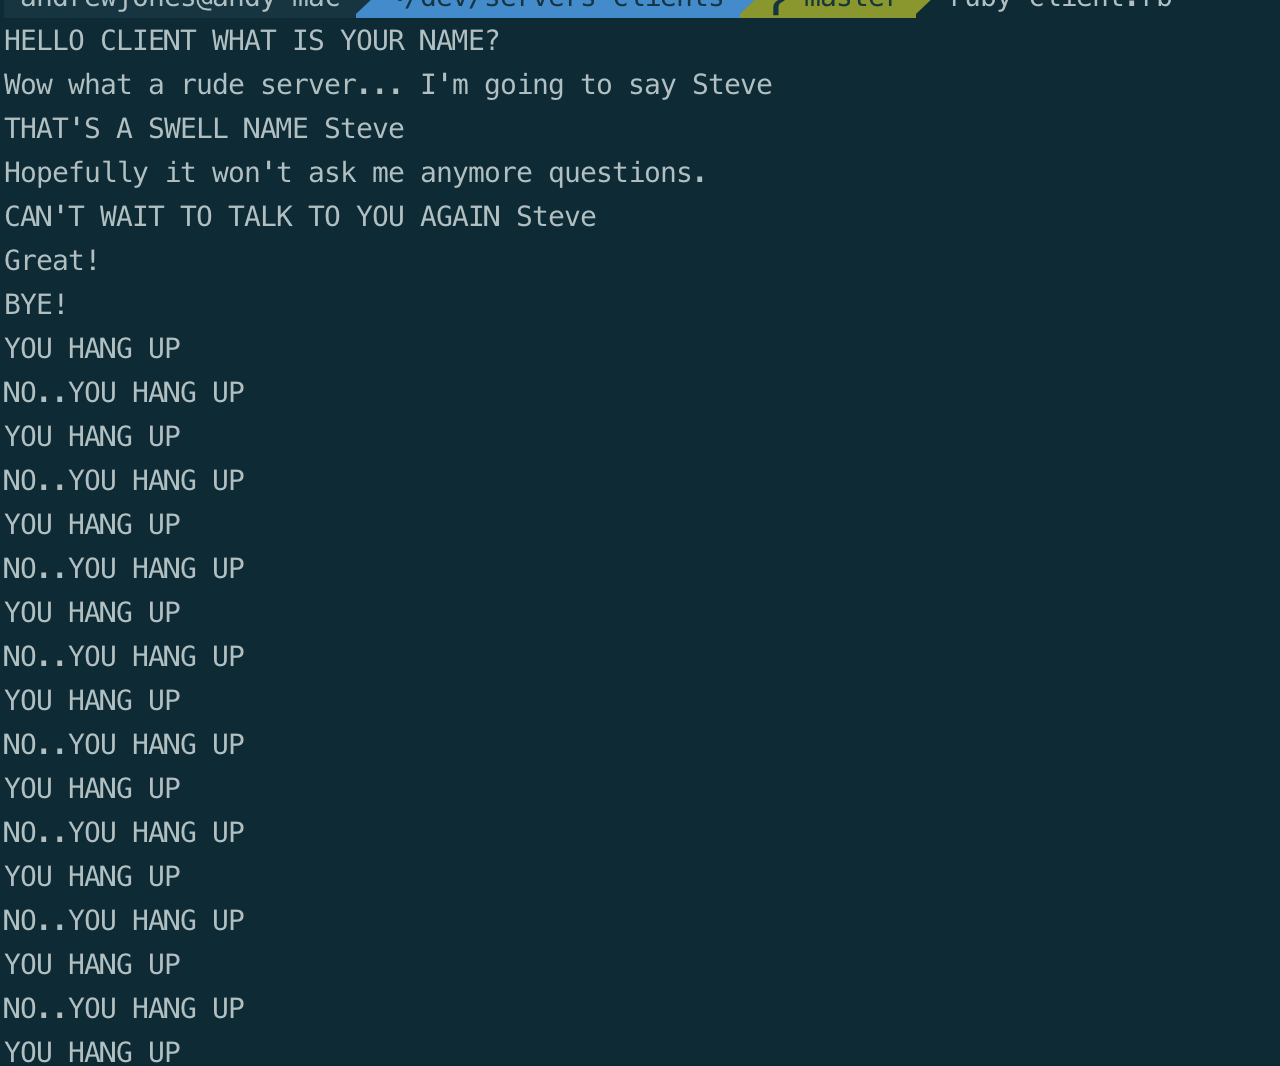 andrewjones@andy-mac ~/dev/servers-clients master ruby client.rb
HELLO CLIENT WHAT IS YOUR NAME?
Wow what a rude server... I'm going to say Steve
THAT'S A SWELL NAME Steve
Hopefully it won't ask me anymore questions.
CAN'T WAIT TO TALK TO YOU AGAIN Steve
Great!
BYE!
YOU HANG UP
NO..YOU HANG UP
YOU HANG UP
NO..YOU HANG UP
YOU HANG UP
NO..YOU HANG UP
YOU HANG UP
NO..YOU HANG UP
YOU HANG UP
NO..YOU HANG UP
YOU HANG UP
NO..YOU HANG UP
YOU HANG UP
NO..YOU HANG UP
YOU HANG UP
NO..YOU HANG UP
YOU HANG UP